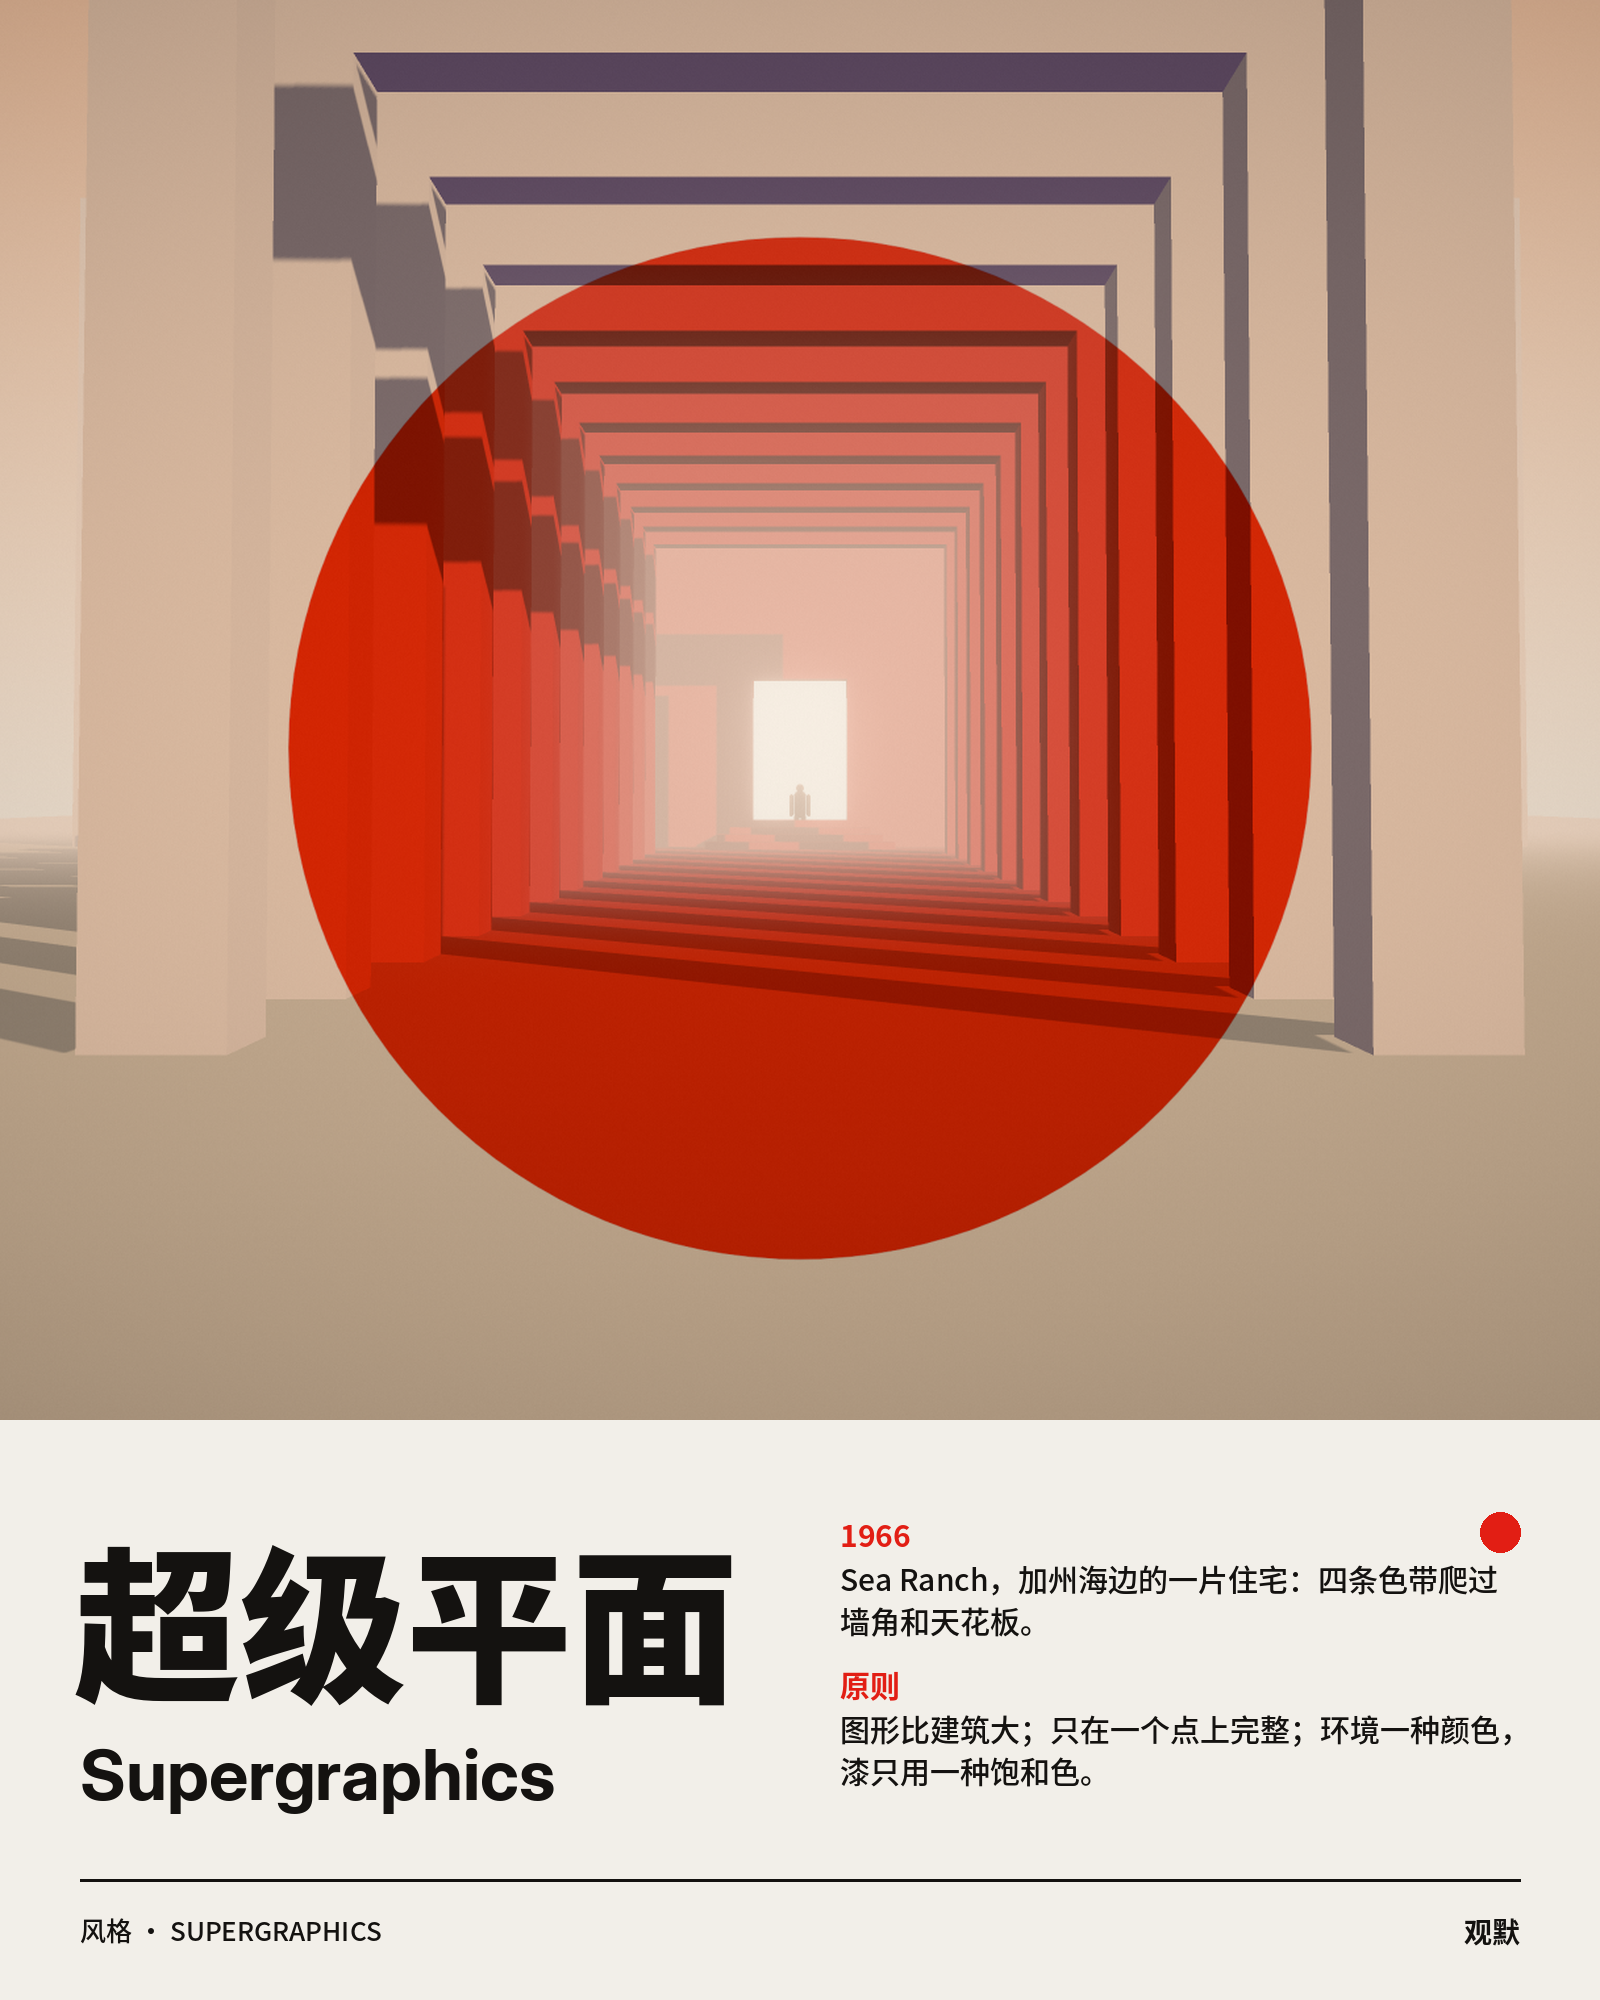 超级平面
Supergraphics
1966
Sea Ranch，加州海边的一片住宅：四条色带爬过
墙角和天花板。
原则
图形比建筑大；只在一个点上完整；环境一种颜色，
漆只用一种饱和色。
风格 · SUPERGRAPHICS
观默